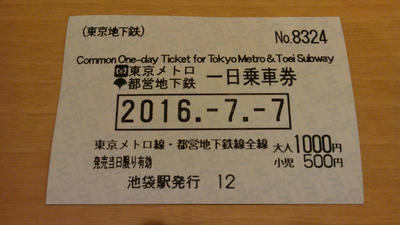 (東京地下鉄)
No.8324
Common One-day Ticket for Tokyo Metro & Toei Subway
東京メトロ
都営地下鉄 一日乗車券
2016.-7.-7
東京メトロ線・都営地下鉄線全線 大人1000円
発売当日限り有効 小児 500円
池袋駅発行 12